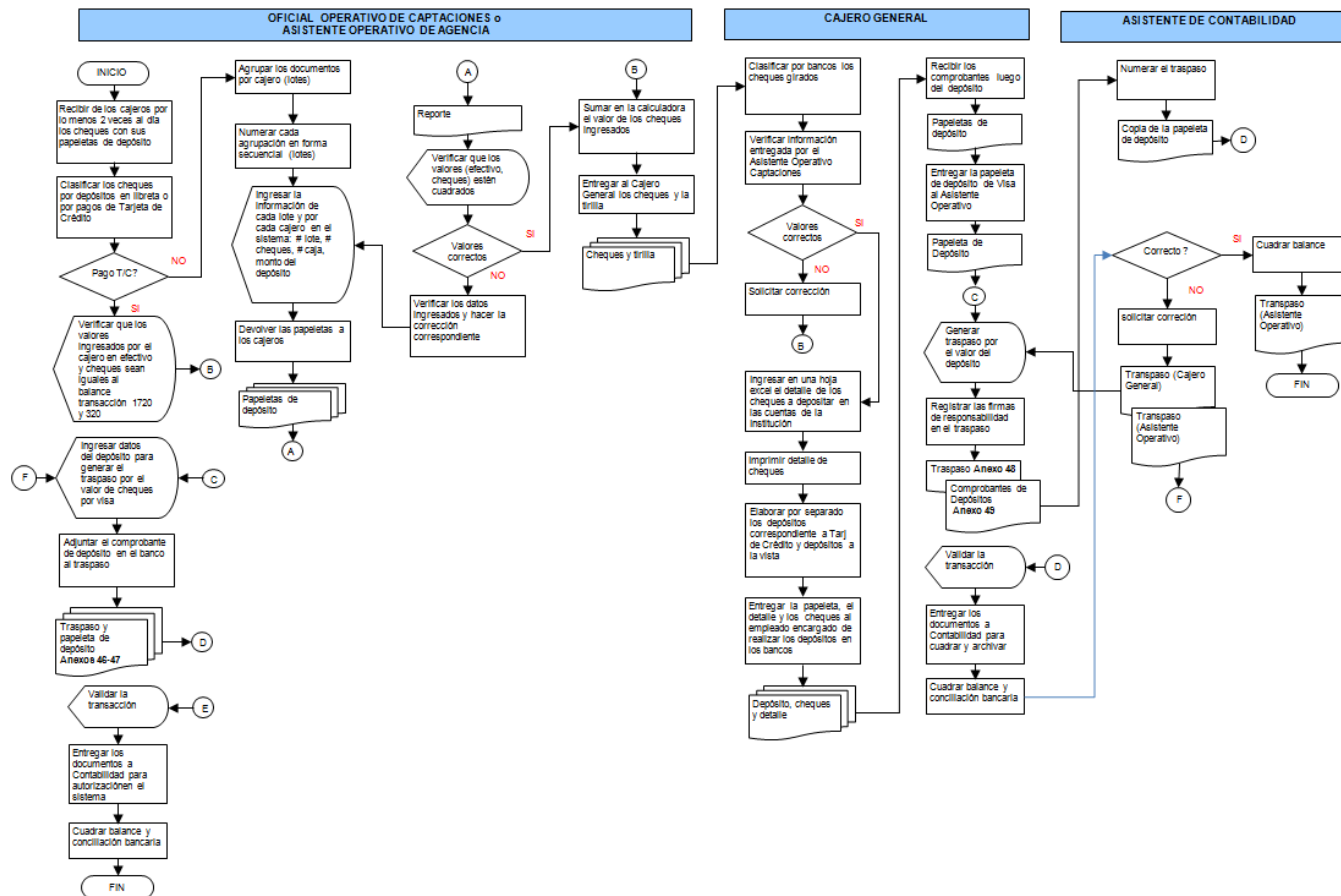 OFICIAL OPERATIVO DE CAPTACIONES o
ASISTENTE OPERATIVO DE AGENCIA
CAJERO GENERAL
ASISTENTE DE CONTABILIDAD
INICIO
Recibir de los cajeros por
lo menos 2 veces al día
los cheques con sus
papeletas de depósito
Clasificar los cheques
por depósitos en libreta o
por pagos de Tarjeta de
Crédito
Pago T/C?
NO
SI
Verificar que los
valores
ingresados por el
cajero en efectivo
y cheques sean
iguales al
balance
transacción 1720
y 320
B
Ingresar datos
del depósito para
generar el
traspaso por el
valor de cheques
por visa
F
C
Adjuntar el comprobante
de depósito en el banco
al traspaso
Traspaso y
papeleta de
depósito
Anexos 46-47
D
Validar la
transacción
E
Entregar los
documentos a
Contabilidad para
autorizaciónen el
sistema
Cuadrar balance y
conciliación bancaria
FIN
Agrupar los documentos
por cajero (lotes)
Numerar cada
agrupación en forma
secuencial (lotes)
Ingresar la
información de
cada lote y por
cada cajero en el
sistema: # lote, #
cheques, # caja,
monto del
depósito
Devolver las papeletas a
los cajeros
Papeletas de
depósito
A
A
Reporte
Verificar que los
valores (efectivo,
cheques) estén
cuadrados
Valores
correctos
SI
NO
Verificar los datos
ingresados y hacer la
corrección
correspondiente
B
Sumar en la calculadora
el valor de los cheques
ingresados
Entregar al Cajero
General los cheques y la
tirilla
Cheques y tirilla
Clasificar por bancos los
cheques girados
Verificar información
entregada por el
Asistente Operativo
Captaciones
Valores
correctos
SI
NO
Solicitar corrección
B
Ingresar en una hoja
excel el detalle de los
cheques a depositar en
las cuentas de la
Institución
Imprimir detalle de
cheques
Elaborar por separado
los depósitos
correspondiente a Tarj
de Crédito y depósitos a
la vista
Entregar la papeleta, el
detalle y los cheques al
empleado encargado de
realizar los depósitos en
los bancos
Depósito, cheques
y detalle
Recibir los
comprobantes luego
del depósito
Papeletas de
depósito
Entregar la papeleta
de depósito de Visa
al Asistente
Operativo
Papeleta de
Depósito
C
Generar
traspaso por
el valor del
depósito
Registrar las firmas
de responsabilidad
en el traspaso
Traspaso Anexo 48
Comprobantes de
Depósitos
Anexo 49
Validar la
transacción
D
Entregar los
documentos a
Contabilidad para
cuadrar y archivar
Cuadrar balance y
conciliación bancaria
Numerar el traspaso
Copia de la papeleta
de depósito
D
Correcto ?
SI
NO
Cuadrar balance
Transpaso
(Asistente
Operativo)
FIN
solicitar correción
Transpaso (Cajero
General)
Transpaso
(Asistente
Operativo)
F